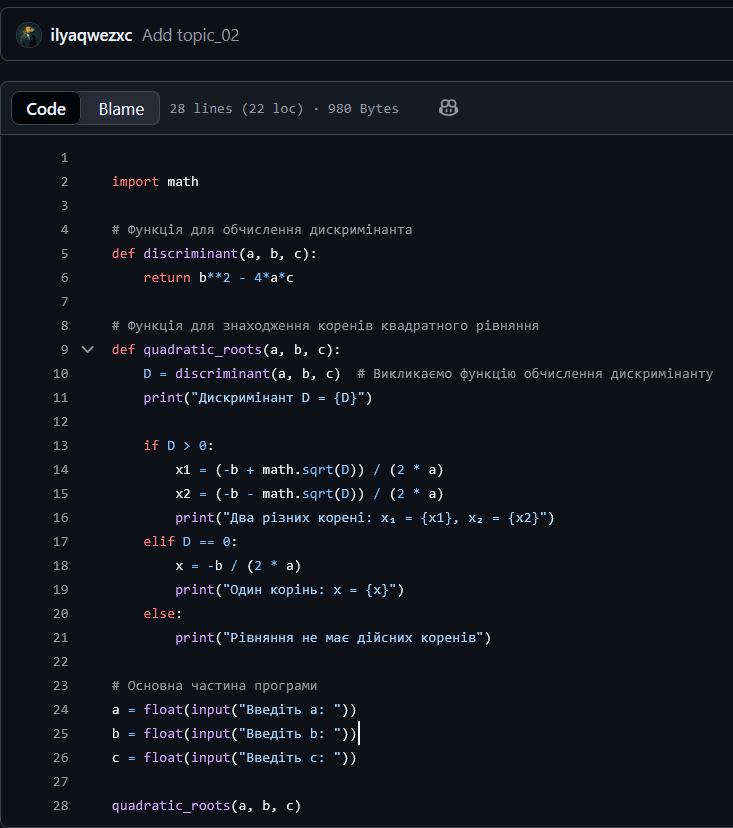 ilyaqwezxc Add topic_02
Code Blame 28 lines (22 loc) · 980 Bytes
1
2 import math
3
4 # Функція для обчислення дискримінанта
5 def discriminant(a, b, c):
6     return b**2 - 4*a*c
7
8 # Функція для знаходження коренів квадратного рівняння
9 def quadratic_roots(a, b, c):
10     D = discriminant(a, b, c)  # Викликаємо функцію обчислення дискримінанту
11     print("Дискримінант D = {D}")
12
13     if D > 0:
14         x1 = (-b + math.sqrt(D)) / (2 * a)
15         x2 = (-b - math.sqrt(D)) / (2 * a)
16         print("Два різних корені: x₁ = {x1}, x₂ = {x2}")
17     elif D == 0:
18         x = -b / (2 * a)
19         print("Один корінь: x = {x}")
20     else:
21         print("Рівняння не має дійсних коренів")
22
23 # Основна частина програми
24 a = float(input("Введіть a: "))
25 b = float(input("Введіть b: "))
26 c = float(input("Введіть c: "))
27
28 quadratic_roots(a, b, c)